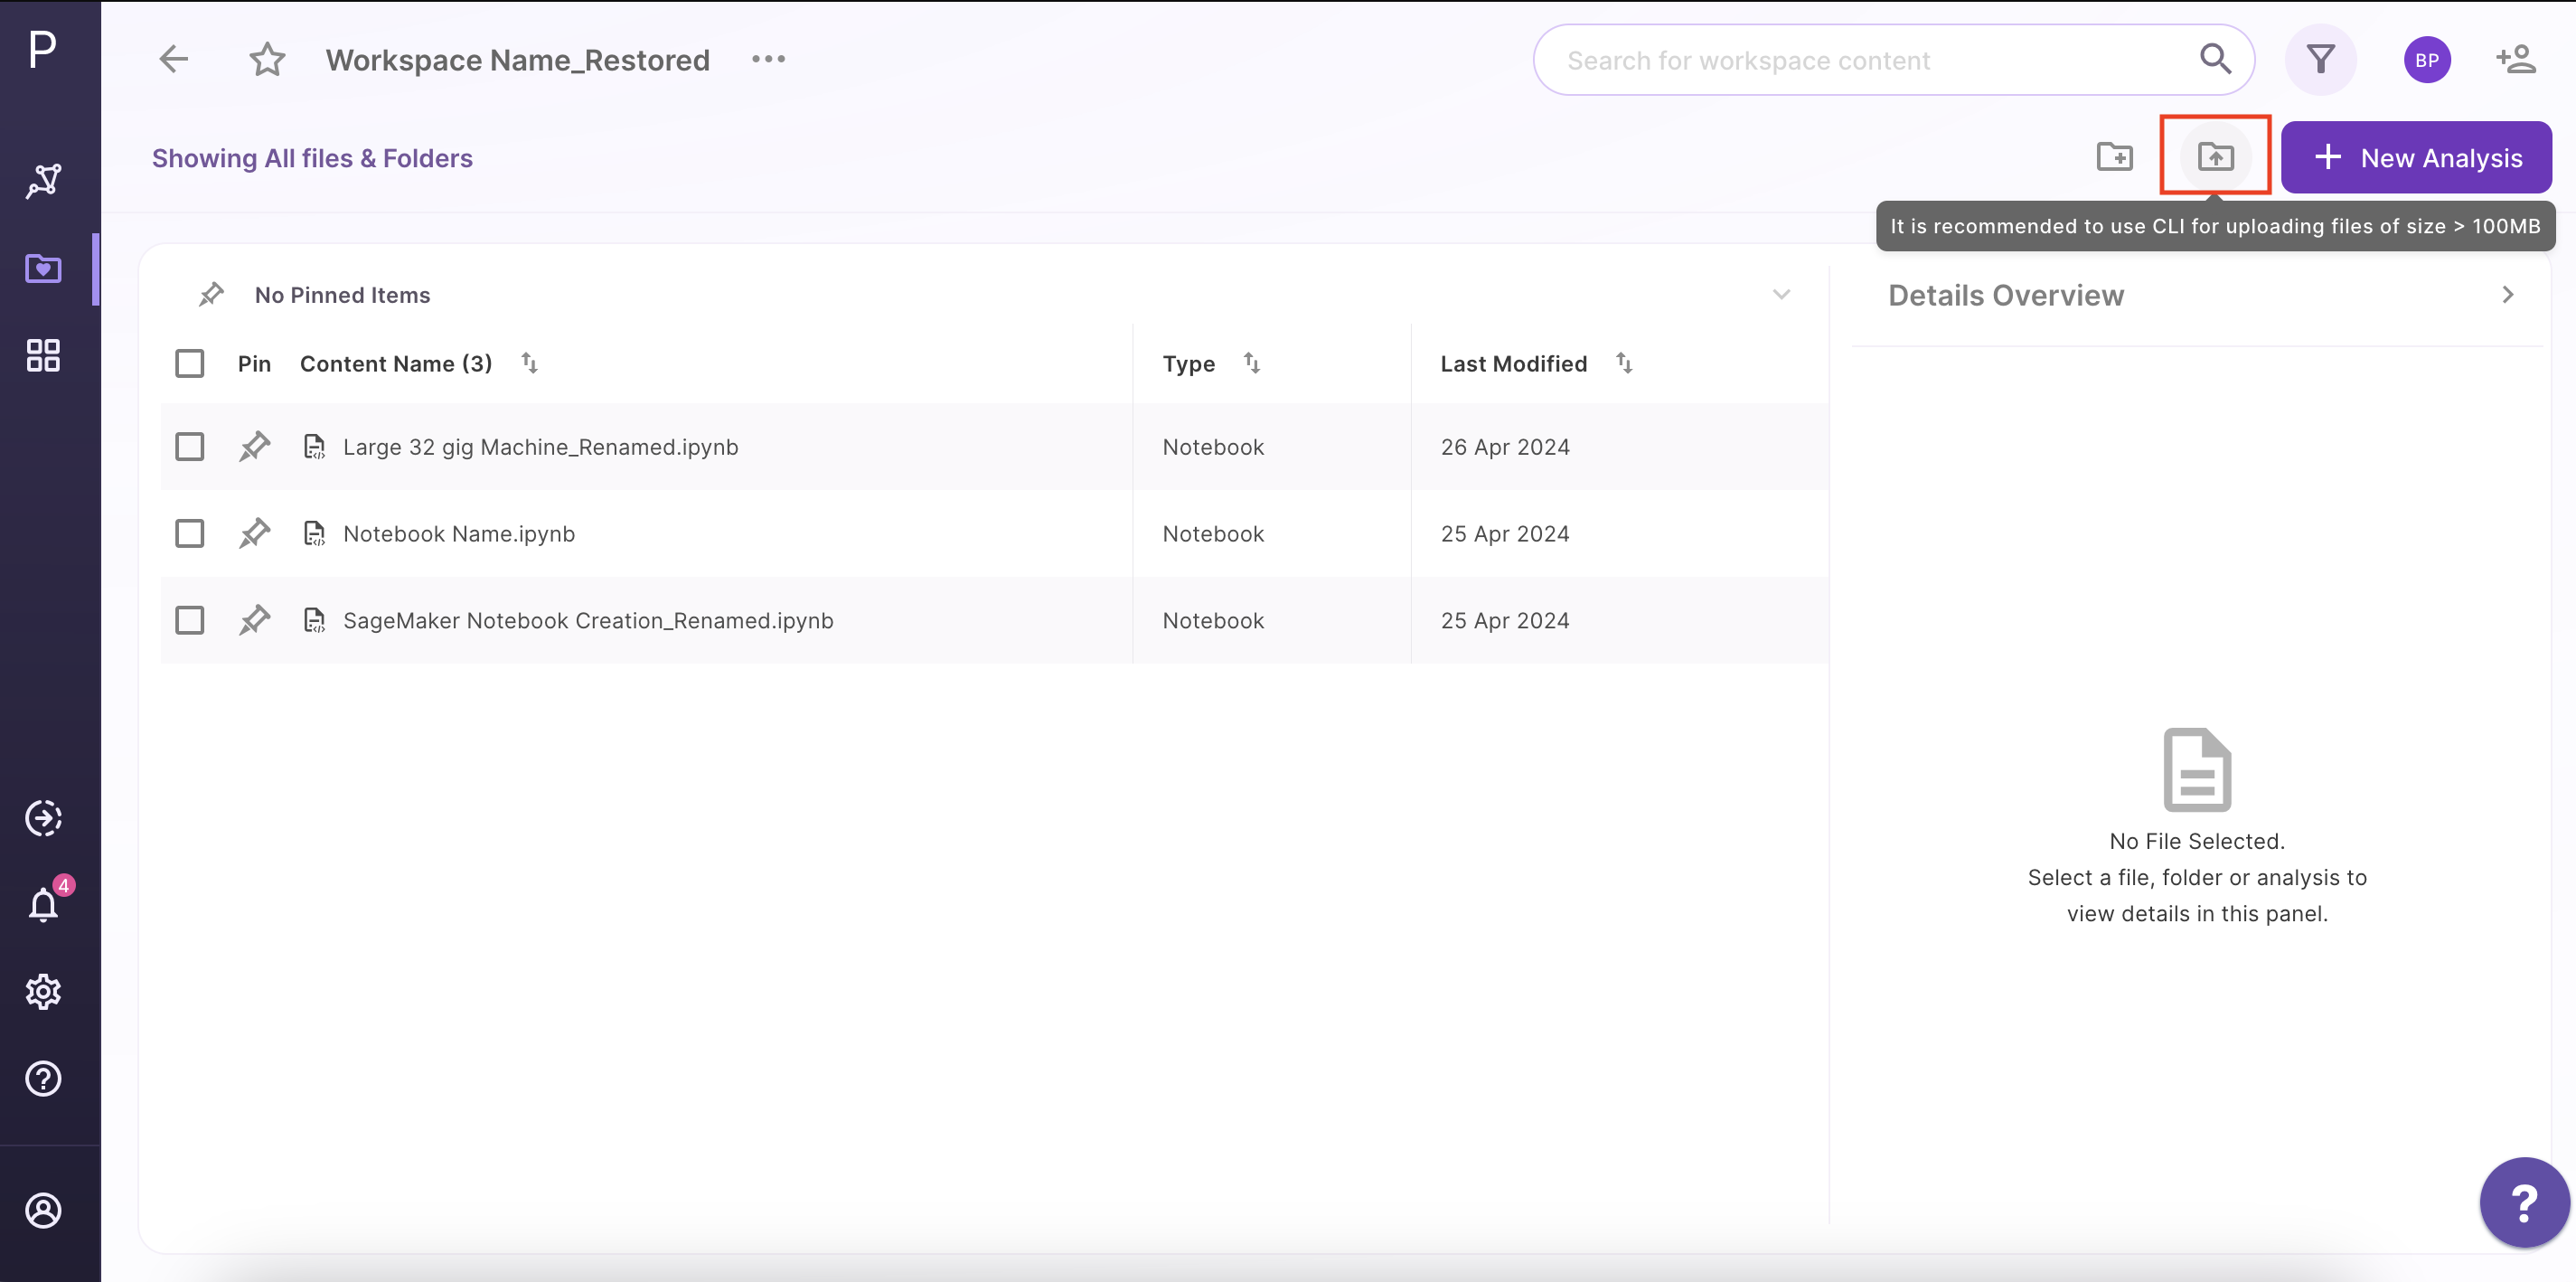 P
Workspace Name_Restored
Search for workspace content
BP
Showing All files & Folders
New Analysis
It is recommended to use CLI for uploading files of size > 100MB
No Pinned Items
Details Overview
Pin Content Name (3) Type Last Modified
Large 32 gig Machine_Renamed.ipynb Notebook 26 Apr 2024
Notebook Name.ipynb Notebook 25 Apr 2024
SageMaker Notebook Creation_Renamed.ipynb Notebook 25 Apr 2024
No File Selected.
Select a file, folder or analysis to
view details in this panel.
4
?
?